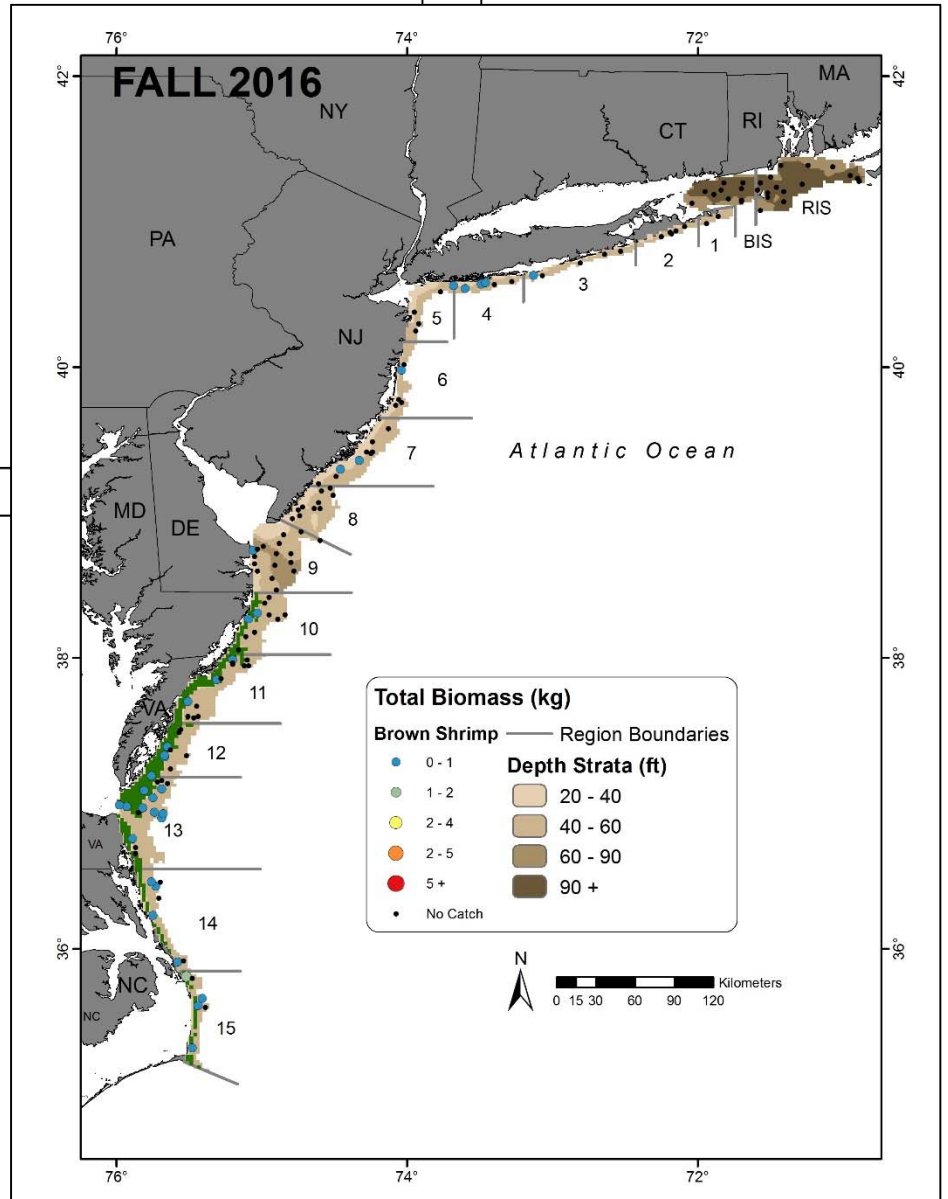 76°
74°
72°
42°
42°
FALL 2016
MA
NY
CT
RI
RIS
PA
1
BIS
2
3
5
4
NJ
40°
40°
6
Atlantic Ocean
7
MD
8
DE
9
10
38°
38°
11
VA
12
13
VA
14
NC
NC
15
36°
36°
Total Biomass (kg)
Brown Shrimp
Region Boundaries
0 - 1
Depth Strata (ft)
1 - 2
20 - 40
2 - 4
40 - 60
2 - 5
60 - 90
5 +
90 +
No Catch
N
Kilometers
0 15 30 60 90 120
76°
74°
72°